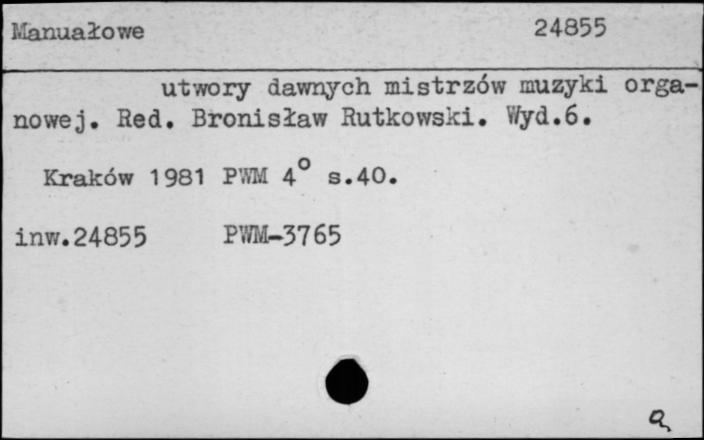 Manuałowe 24855
utwory dawnych mistrzów muzyki orga-
nowej. Red. Bronisław Rutkowski. Wyd.6.
Kraków 1981 PWM 4° s.40.
inw.24855 PWM-3765